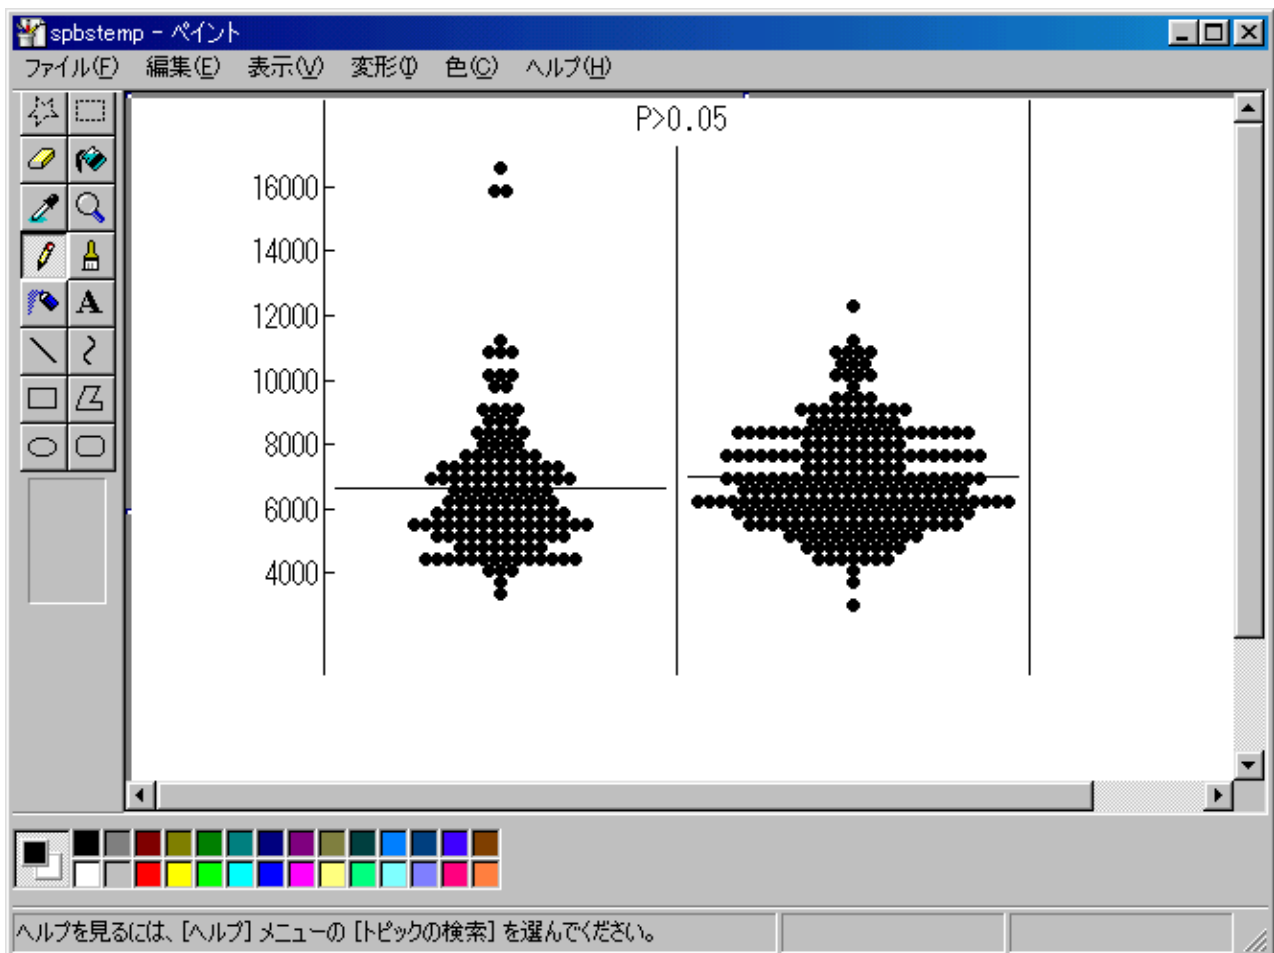 spbstemp - ペイント
ファイル(F) 編集(E) 表示(V) 変形(I) 色(C) ヘルプ(H)
P>0.05
16000
14000
12000
10000
8000
6000
4000
A
ヘルプを見るには、[ヘルプ] メニューの [トピックの検索] を選んでください。